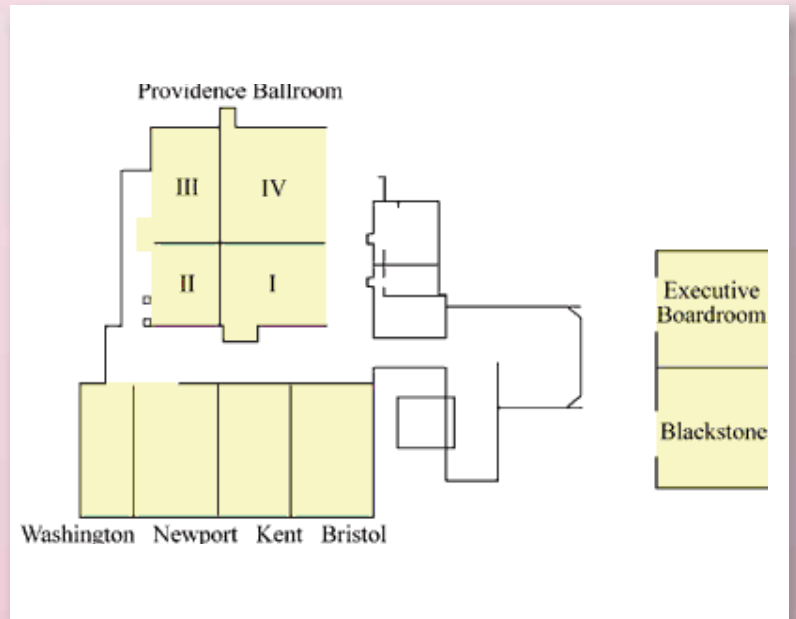 Providence Ballroom
III
IV
II
I
Executive
Boardroom
Blackstone
Washington
Newport
Kent
Bristol